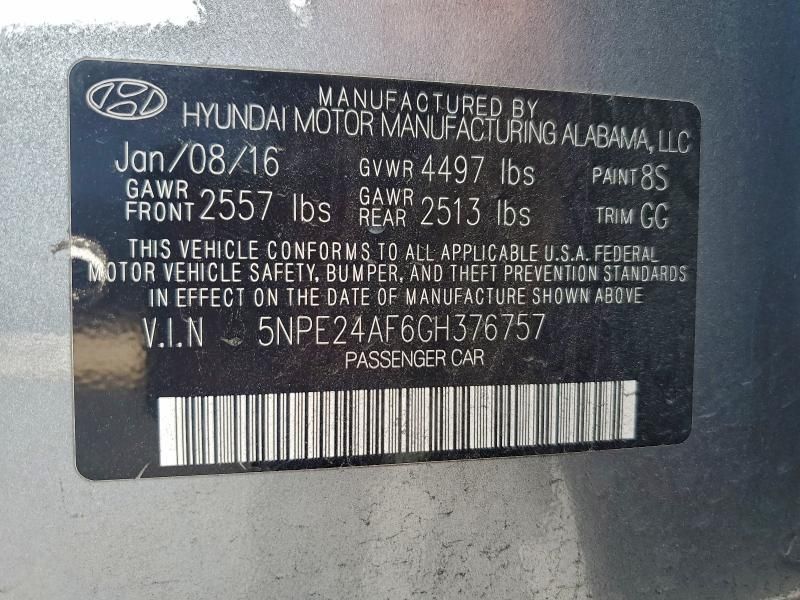 MANUFACTURED BY
HYUNDAI MOTOR MANUFACTURING ALABAMA, LLC
Jan/08/16 GVWR 4497 lbs PAINT 8S
GAWR FRONT 2557 lbs GAWR REAR 2513 lbs TRIM GG
THIS VEHICLE CONFORMS TO ALL APPLICABLE U.S.A. FEDERAL
MOTOR VEHICLE SAFETY, BUMPER, AND THEFT PREVENTION STANDARDS
IN EFFECT ON THE DATE OF MANUFACTURE SHOWN ABOVE
V.I.N 5NPE24AF6GH376757
PASSENGER CAR